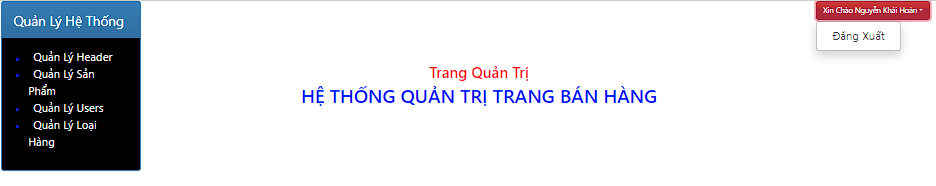 Quản Lý Hệ Thống
Quản Lý Header
Quản Lý Sản
Phẩm
Quản Lý Users
Quản Lý Loại
Hàng
Trang Quản Trị
HỆ THỐNG QUẢN TRỊ TRANG BÁN HÀNG
Xin Chào Nguyễn Khải Hoàn
Đăng Xuất